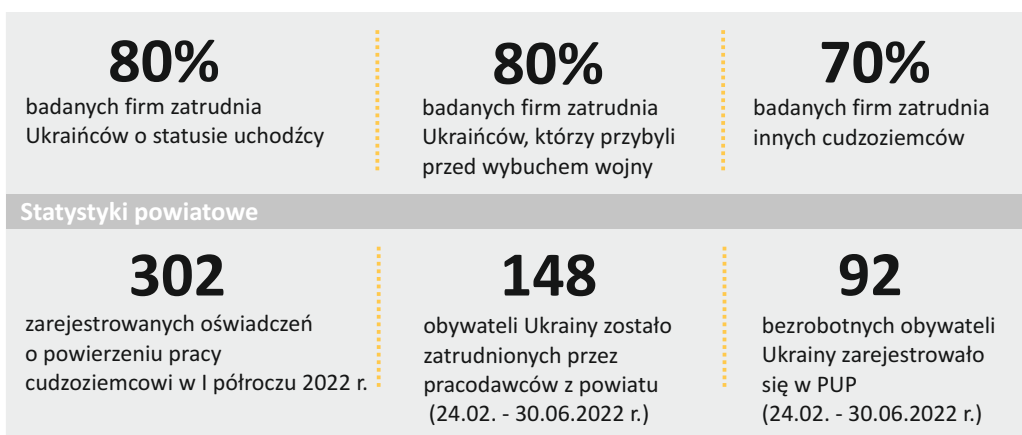 80%
badanych firm zatrudnia
Ukraińców o statusie uchodźcy
80%
badanych firm zatrudnia
Ukraińców, którzy przybyli
przed wybuchem wojny
70%
badanych firm zatrudnia
innych cudzoziemców
Statystyki powiatowe
302
zarejestrowanych oświadczeń
o powierzeniu pracy
cudzoziemcowi w I półroczu 2022 r.
148
obywateli Ukrainy zostało
zatrudnionych przez
pracodawców z powiatu
(24.02. - 30.06.2022 r.)
92
bezrobotnych obywateli
Ukrainy zarejestrowało
się w PUP
(24.02. - 30.06.2022 r.)